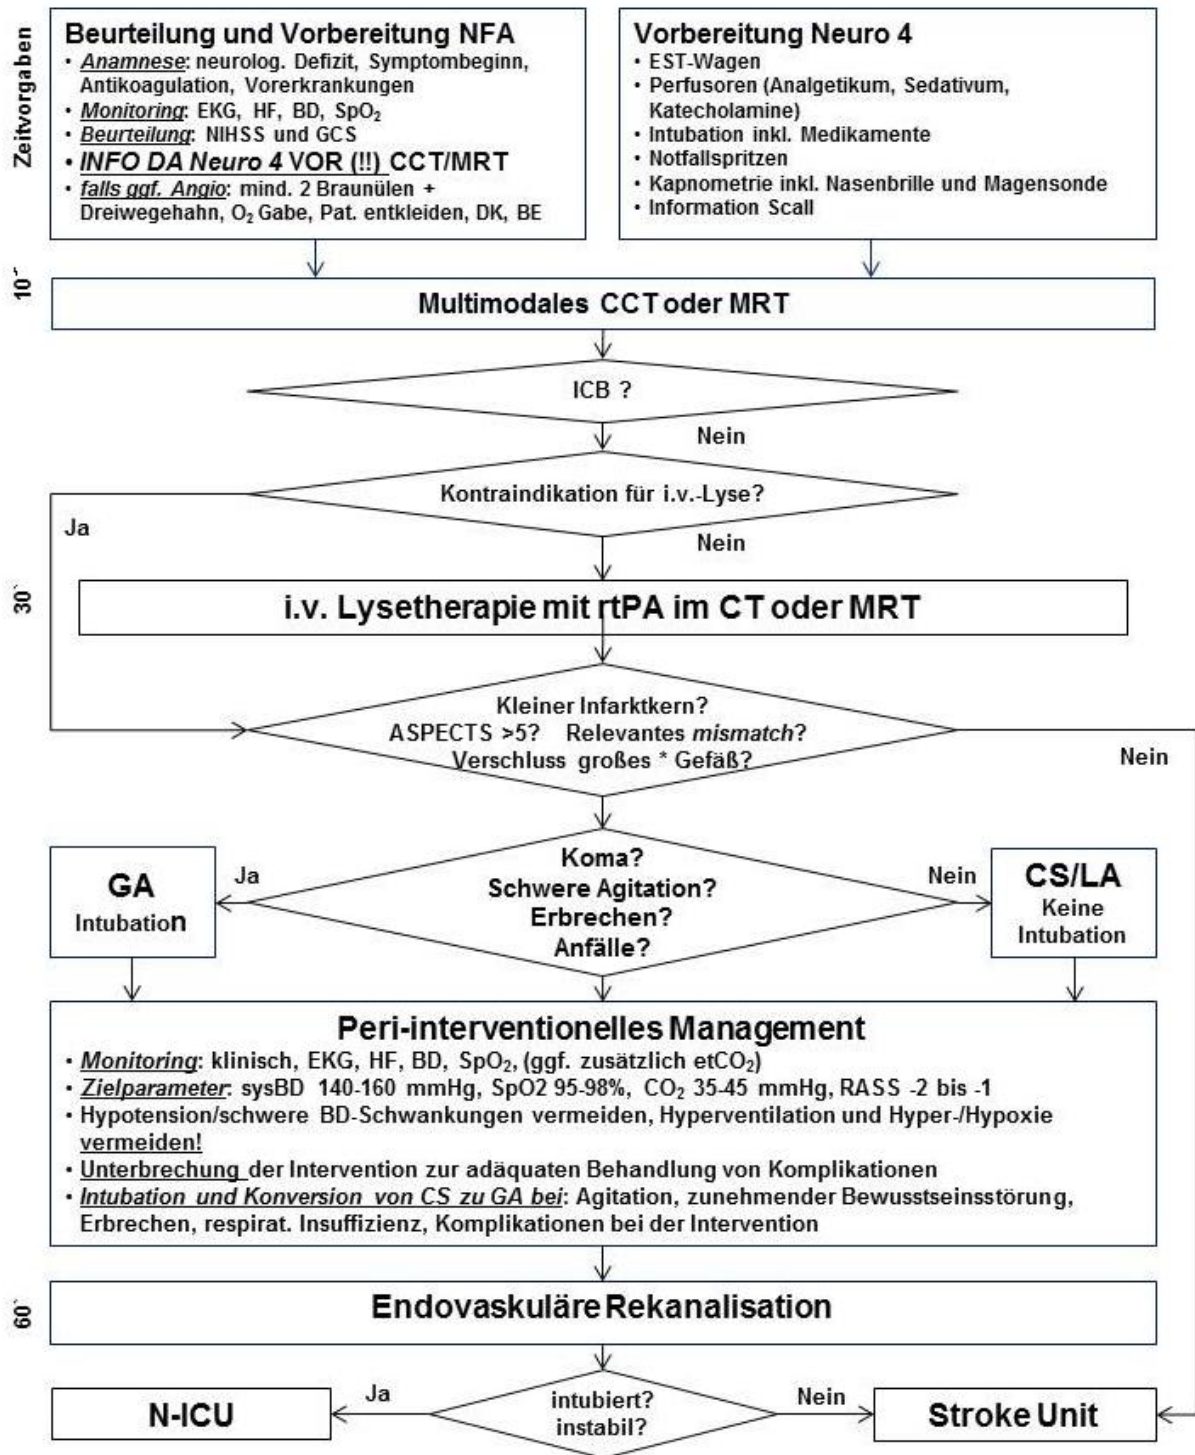 Zeitvorgaben
Beurteilung und Vorbereitung NFA
• Anamnese: neurolog. Defizit, Symptombeginn,
Antikoagulation, Vorerkrankungen
• Monitoring: EKG, HF, BD, SpO₂
• Beurteilung: NIHSS und GCS
• INFO DA Neuro 4 VOR (!!) CCT/MRT
• falls ggf. Angio: mind. 2 Braunülen +
Dreiwegehahn, O₂ Gabe, Pat. entkleiden, DK, BE
Vorbereitung Neuro 4
• EST-Wagen
• Perfusoren (Analgetikum, Sedativum,
Katecholamine)
• Intubation inkl. Medikamente
• Notfallspritzen
• Kapnometrie inkl. Nasenbrille und Magensonde
• Information Scall
10`
Multimodales CCT oder MRT
ICB ?
Nein
Kontraindikation für i.v.-Lyse?
Ja
Nein
30`
i.v. Lysetherapie mit rtPA im CT oder MRT
Kleiner Infarktkern?
ASPECTS >5? Relevantes mismatch?
Verschluss großes * Gefäß?
Nein
GA
Intubation
Ja
Koma?
Schwere Agitation?
Erbrechen?
Anfälle?
Nein
CS/LA
Keine
Intubation
Peri-interventionelles Management
• Monitoring: klinisch, EKG, HF, BD, SpO₂, (ggf. zusätzlich etCO₂)
• Zielparameter: sysBD 140-160 mmHg, SpO2 95-98%, CO₂ 35-45 mmHg, RASS -2 bis -1
• Hypotension/schwere BD-Schwankungen vermeiden, Hyperventilation und Hyper-/Hypoxie
vermeiden!
• Unterbrechung der Intervention zur adäquaten Behandlung von Komplikationen
• Intubation und Konversion von CS zu GA bei: Agitation, zunehmender Bewusstseinsstörung,
Erbrechen, respirat. Insuffizienz, Komplikationen bei der Intervention
60`
Endovaskuläre Rekanalisation
N-ICU
Ja
intubiert?
instabil?
Nein
Stroke Unit